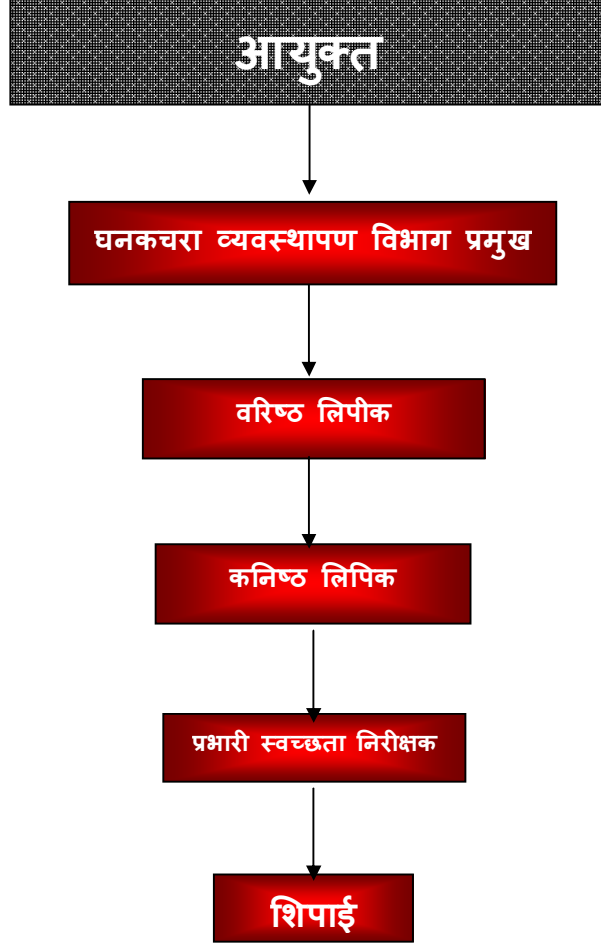 आयुक्त
घनकचरा व्यवस्थापण विभाग प्रमुख
वरिष्ठ लिपीक
कनिष्ठ लिपिक
प्रभारी स्वच्छता निरीक्षक
शिपाई